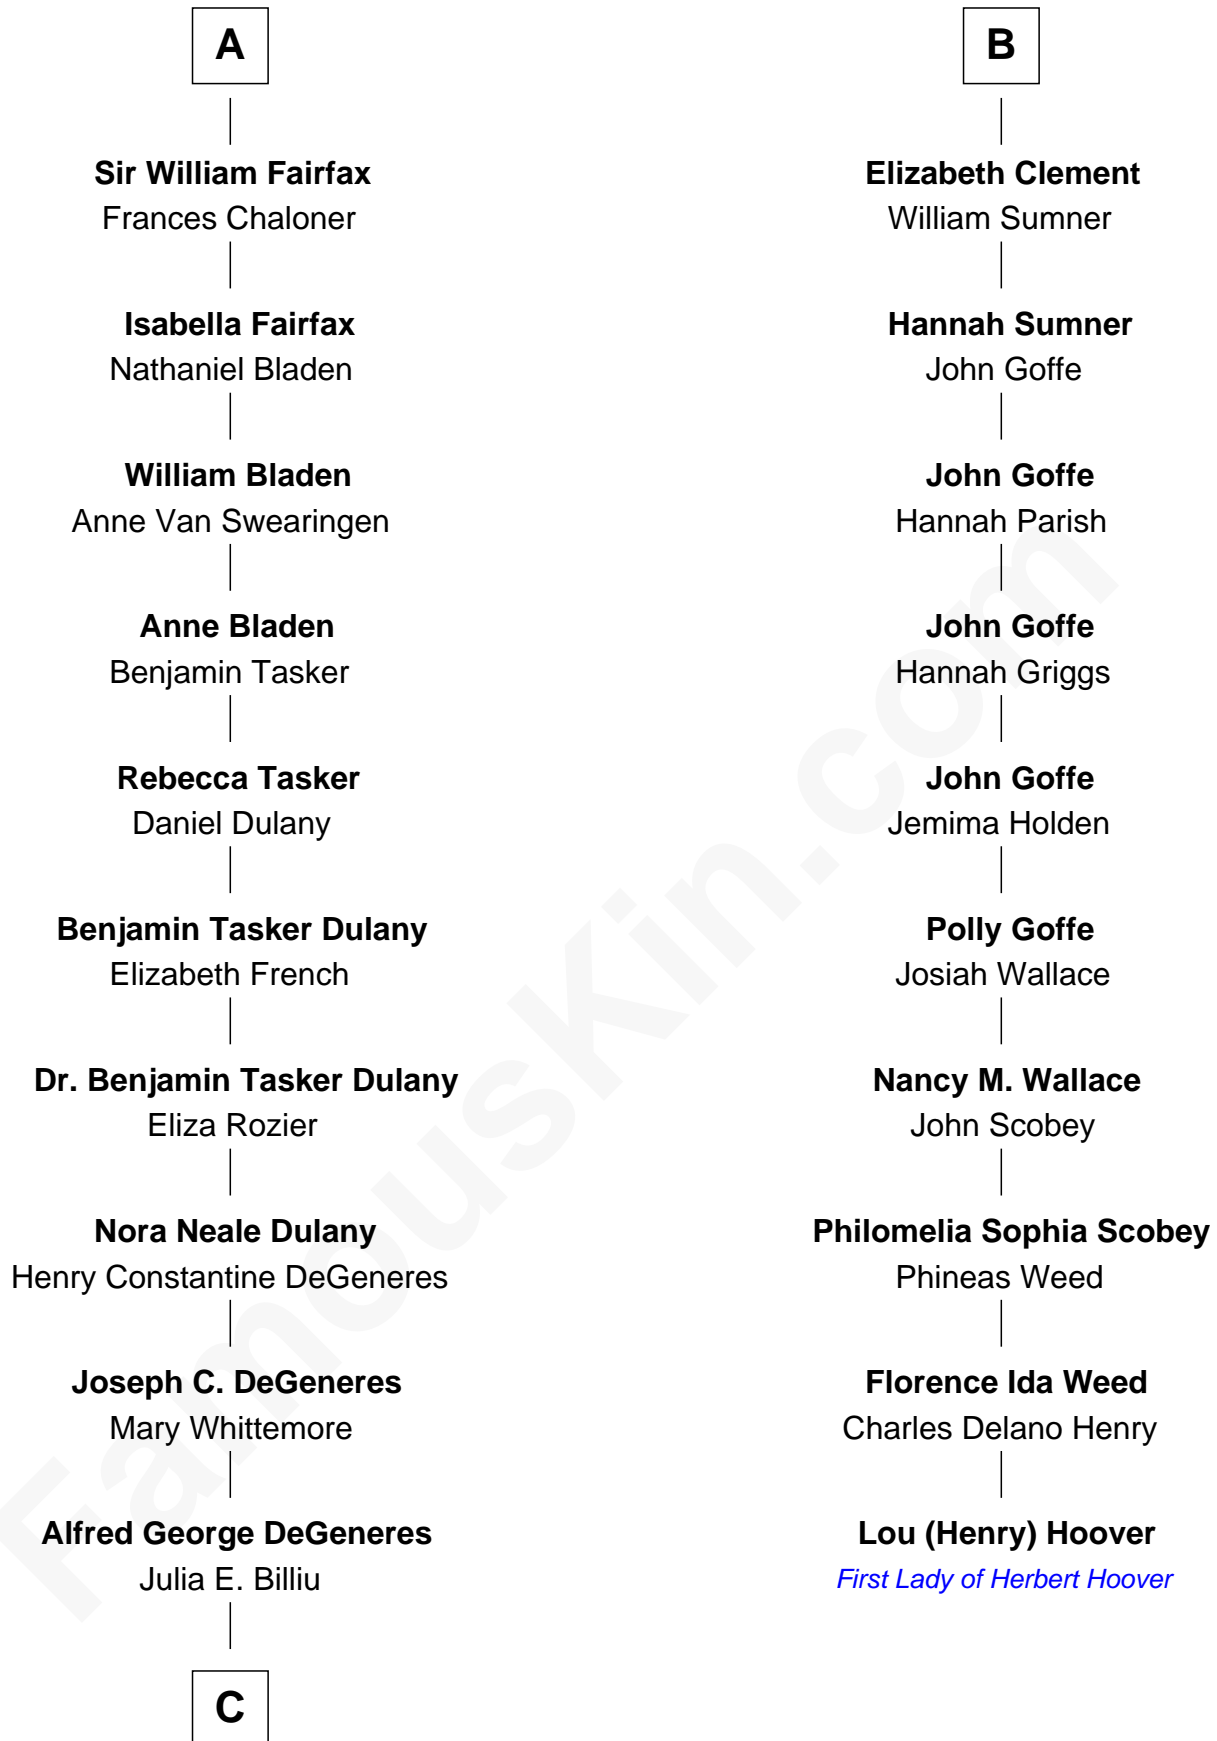 A
Sir William Fairfax
Frances Chaloner
Isabella Fairfax
Nathaniel Bladen
William Bladen
Anne Van Swearingen
Anne Bladen
Benjamin Tasker
Rebecca Tasker
Daniel Dulany
Benjamin Tasker Dulany
Elizabeth French
Dr. Benjamin Tasker Dulany
Eliza Rozier
Nora Neale Dulany
Henry Constantine DeGeneres
Joseph C. DeGeneres
Mary Whittemore
Alfred George DeGeneres
Julia E. Billiu
C
B
Elizabeth Clement
William Sumner
Hannah Sumner
John Goffe
John Goffe
Hannah Parish
John Goffe
Hannah Griggs
John Goffe
Jemima Holden
Polly Goffe
Josiah Wallace
Nancy M. Wallace
John Scobey
Philomelia Sophia Scobey
Phineas Weed
Florence Ida Weed
Charles Delano Henry
Lou (Henry) Hoover
First Lady of Herbert Hoover
FamousKin.com